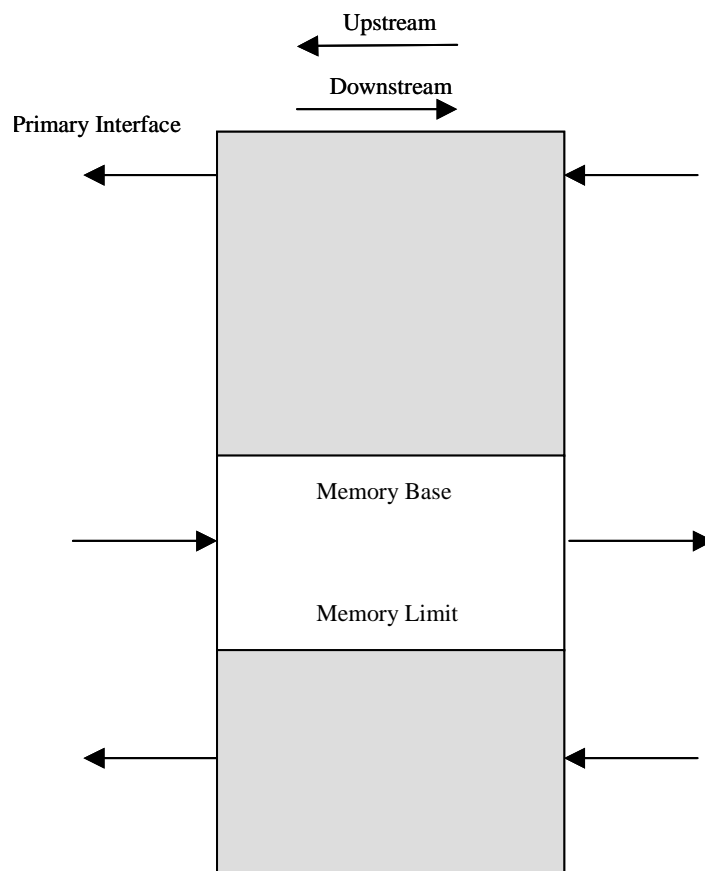 Upstream
Downstream
Primary Interface
Memory Base
Memory Limit